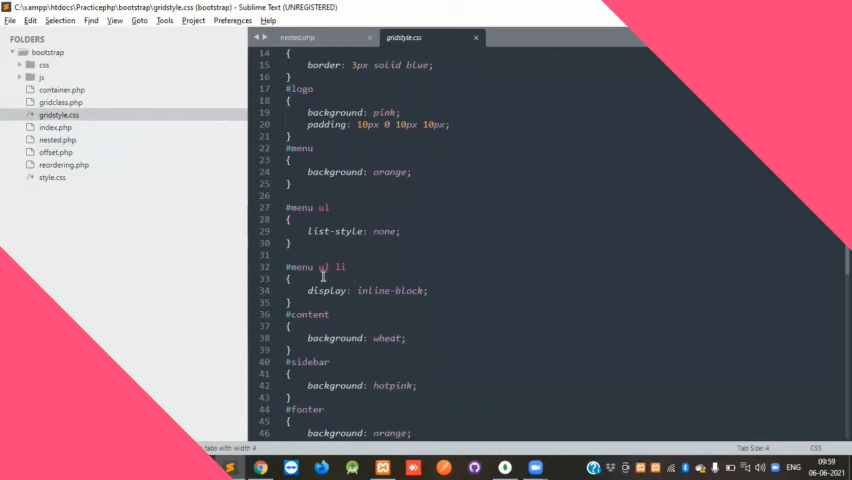 C:\xampp\htdocs\Practicephp\bootstrap\gridstyle.css (bootstrap) - Sublime Text (UNREGISTERED)
File Edit Selection Find View Goto Tools Project Preferences Help
FOLDERS
bootstrap
css
js
container.php
gridclass.php
gridstyle.css
index.php
nested.php
offset.php
reordering.php
style.css
nested.php
gridstyle.css
14 {
15 border: 3px solid blue;
16 }
17 #logo
18 {
19 background: pink;
20 padding: 10px 0 10px 10px;
21 }
22 #menu
23 {
24 background: orange;
25 }
26
27 #menu ul
28 {
29 list-style: none;
30 }
31
32 #menu ul li
33 {
34 display: inline-block;
35 }
36 #content
37 {
38 background: wheat;
39 }
40 #sidebar
41 {
42 background: hotpink;
43 }
44 #footer
45 {
46 background: orange;
tabs with width 4
Tab Size: 4
CSS
ENG
09:59
06-06-2021